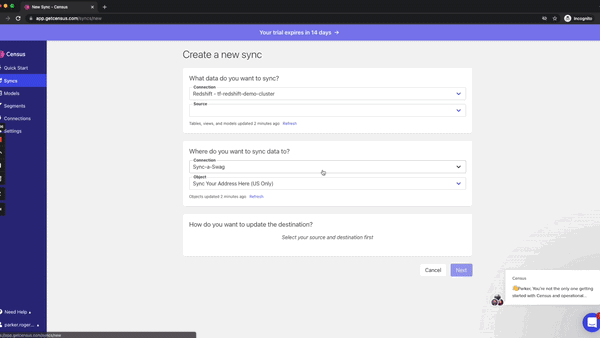 New Sync - Census
app.getcensus.com/syncs/new
Incognito
Your trial expires in 14 days →
Census
Quick Start
Syncs
Models
Segments
Connections
Settings
Create a new sync
What data do you want to sync?
Connection
Redshift - tf-redshift-demo-cluster
Source
Tables, views, and models updated 2 minutes ago. Refresh
Where do you want to sync data to?
Connection
Sync-a-Swag
Object
Sync Your Address Here (US Only)
Objects updated 2 minutes ago. Refresh
How do you want to update the destination?
Select your source and destination first
Cancel
Next
Census
Parker, You're not the only one getting
started with Census and operational...
Need Help
parker.roger...